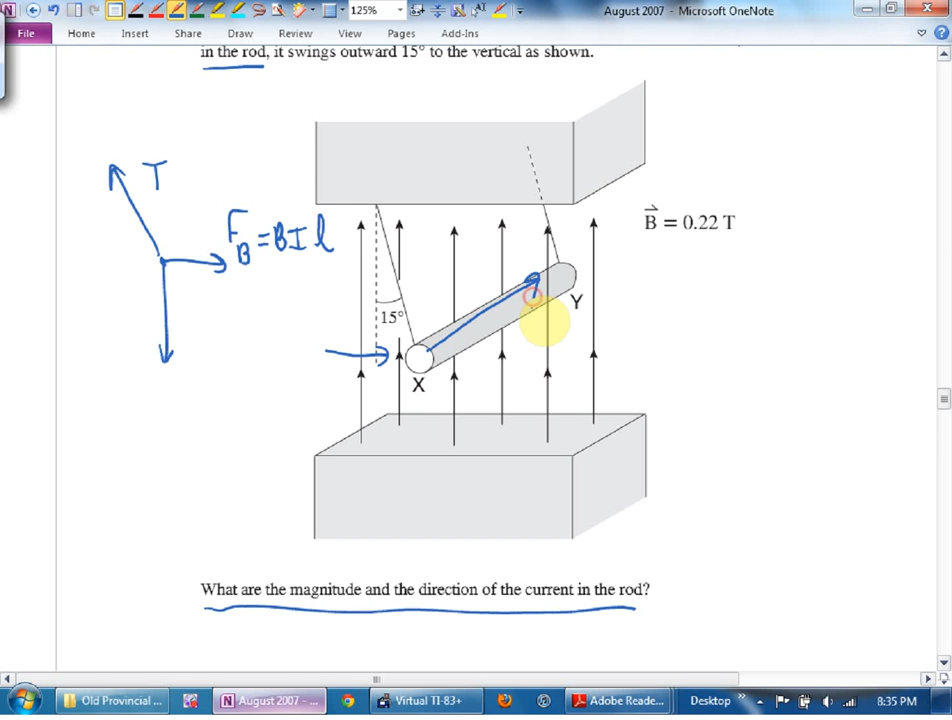 125%
August 2007 - Microsoft OneNote
File Home Insert Share Draw Review View Pages Add-Ins
in the rod, it swings outward 15° to the vertical as shown.
T
F_B = BIl
B = 0.22 T
Y
15°
X
What are the magnitude and the direction of the current in the rod?
Old Provincial ...
August 2007 - ...
Virtual TI-83+
Adobe Reade...
Desktop
8:35 PM